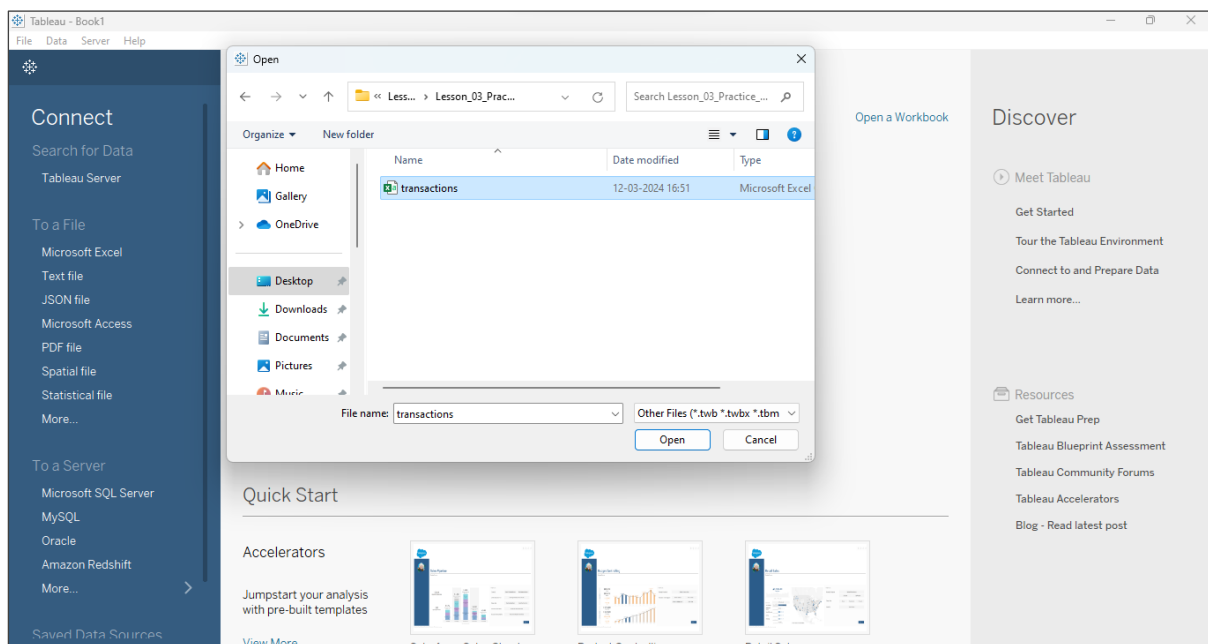 Tableau - Book1
File Data Server Help
Connect
Search for Data
Tableau Server
To a File
Microsoft Excel
Text file
JSON file
Microsoft Access
PDF file
Spatial file
Statistical file
More...
To a Server
Microsoft SQL Server
MySQL
Oracle
Amazon Redshift
More...
Saved Data Sources
Open
« Less... › Lesson_03_Prac...
Search Lesson_03_Practice_...
Organize New folder
Home
Gallery
OneDrive
Desktop
Downloads
Documents
Pictures
Music
Name Date modified Type
transactions 12-03-2024 16:51 Microsoft Excel
File name: transactions Other Files (*.twb *.twbx *.tbm
Open Cancel
Open a Workbook
Quick Start
Accelerators
Jumpstart your analysis
with pre-built templates
View More
Discover
Meet Tableau
Get Started
Tour the Tableau Environment
Connect to and Prepare Data
Learn more...
Resources
Get Tableau Prep
Tableau Blueprint Assessment
Tableau Community Forums
Tableau Accelerators
Blog - Read latest post